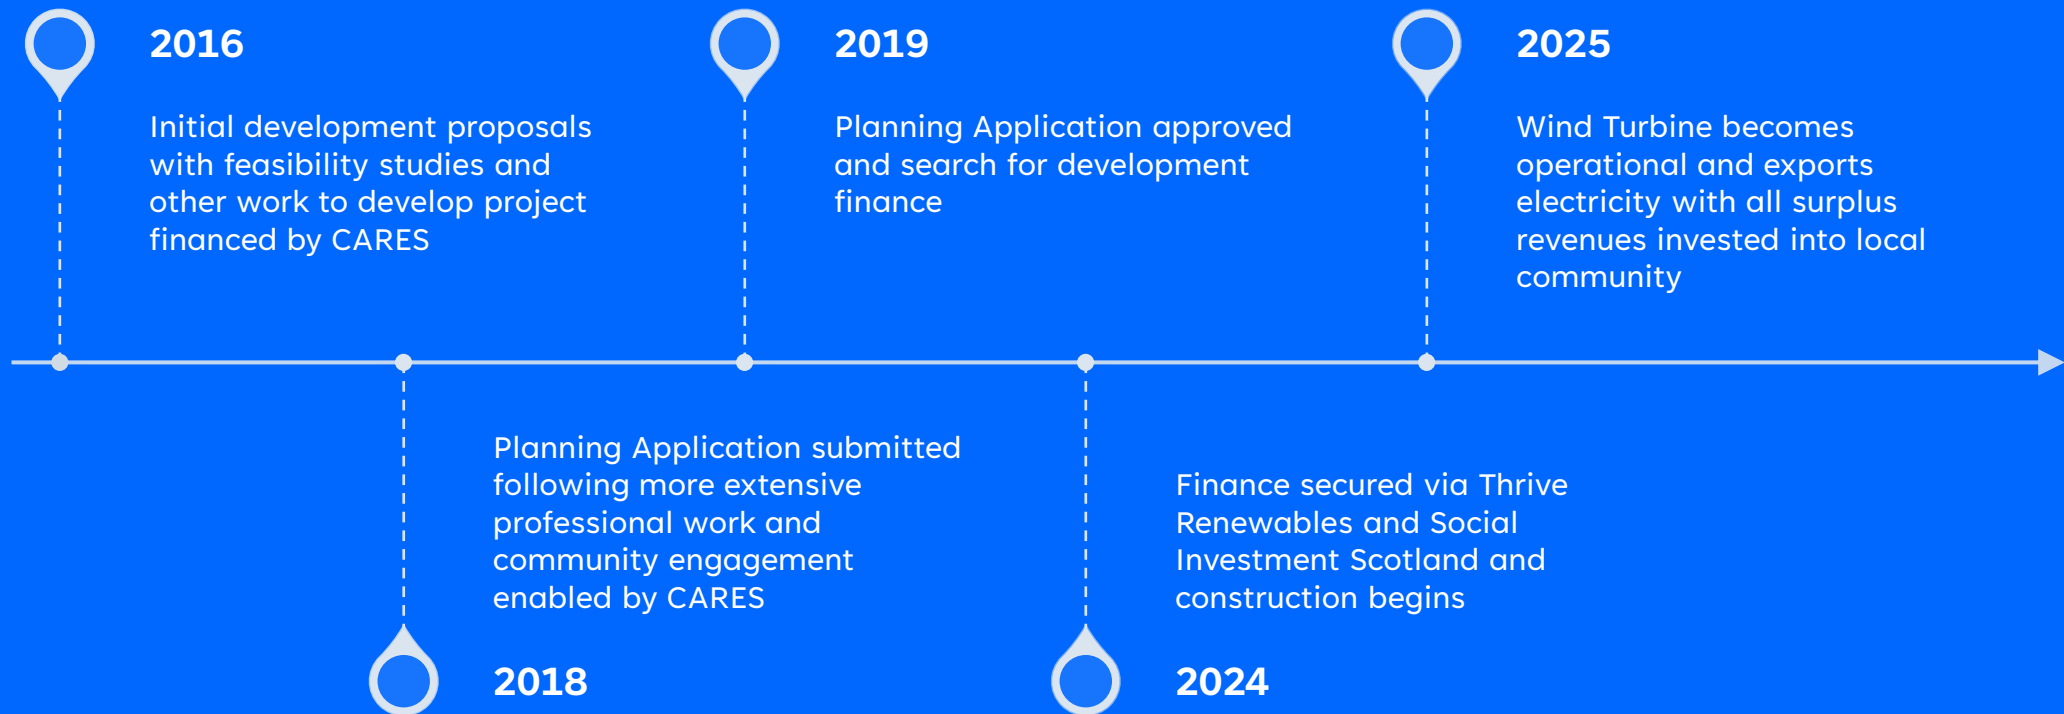 2016
Initial development proposals
with feasibility studies and
other work to develop project
financed by CARES
Planning Application submitted
following more extensive
professional work and
community engagement
enabled by CARES
2018
2019
Planning Application approved
and search for development
finance
Finance secured via Thrive
Renewables and Social
Investment Scotland and
construction begins
2024
2025
Wind Turbine becomes
operational and exports
electricity with all surplus
revenues invested into local
community